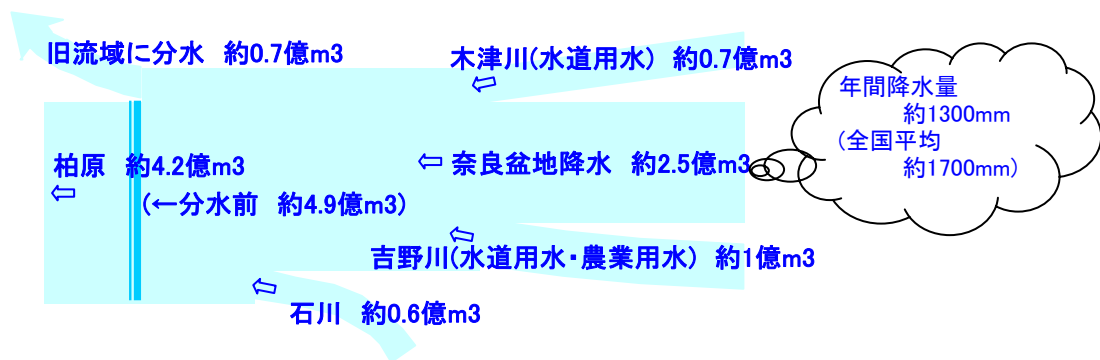 旧流域に分水　約0.7億m3
木津川(水道用水)　約0.7億m3
年間降水量
約1300mm
(全国平均
約1700mm)
柏原　約4.2億m3
奈良盆地降水　約2.5億m3
(←分水前　約4.9億m3)
吉野川(水道用水・農業用水)　約1億m3
石川　約0.6億m3